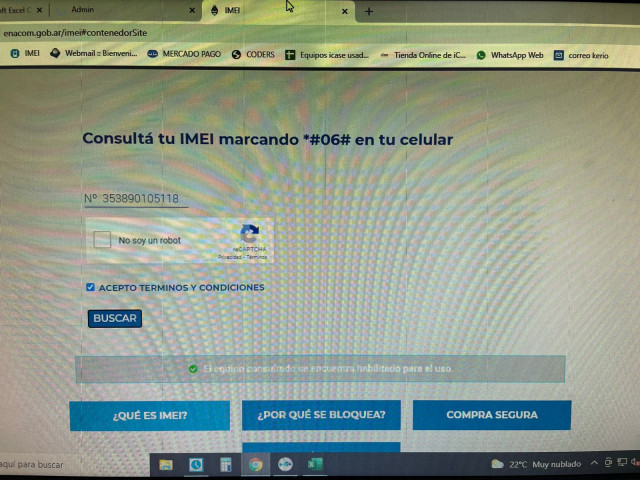 ft Excel C
Admin
IMEI
enacom.gob.ar/imei#contenedorSite
IMEI
Webmail :: Bienveni...
MERCADO PAGO
CODERS
Equipos icase usad...
Tienda Online de iC...
WhatsApp Web
correo kerio
Consultá tu IMEI marcando *#06# en tu celular
Nº 353890105118
No soy un robot
reCAPTCHA
Privacidad - Términos
ACEPTO TERMINOS Y CONDICIONES
BUSCAR
El equipo consultado se encuentra habilitado para el uso.
¿QUÉ ES IMEI?
¿POR QUÉ SE BLOQUEA?
COMPRA SEGURA
aquí para buscar
22°C Muy nublado